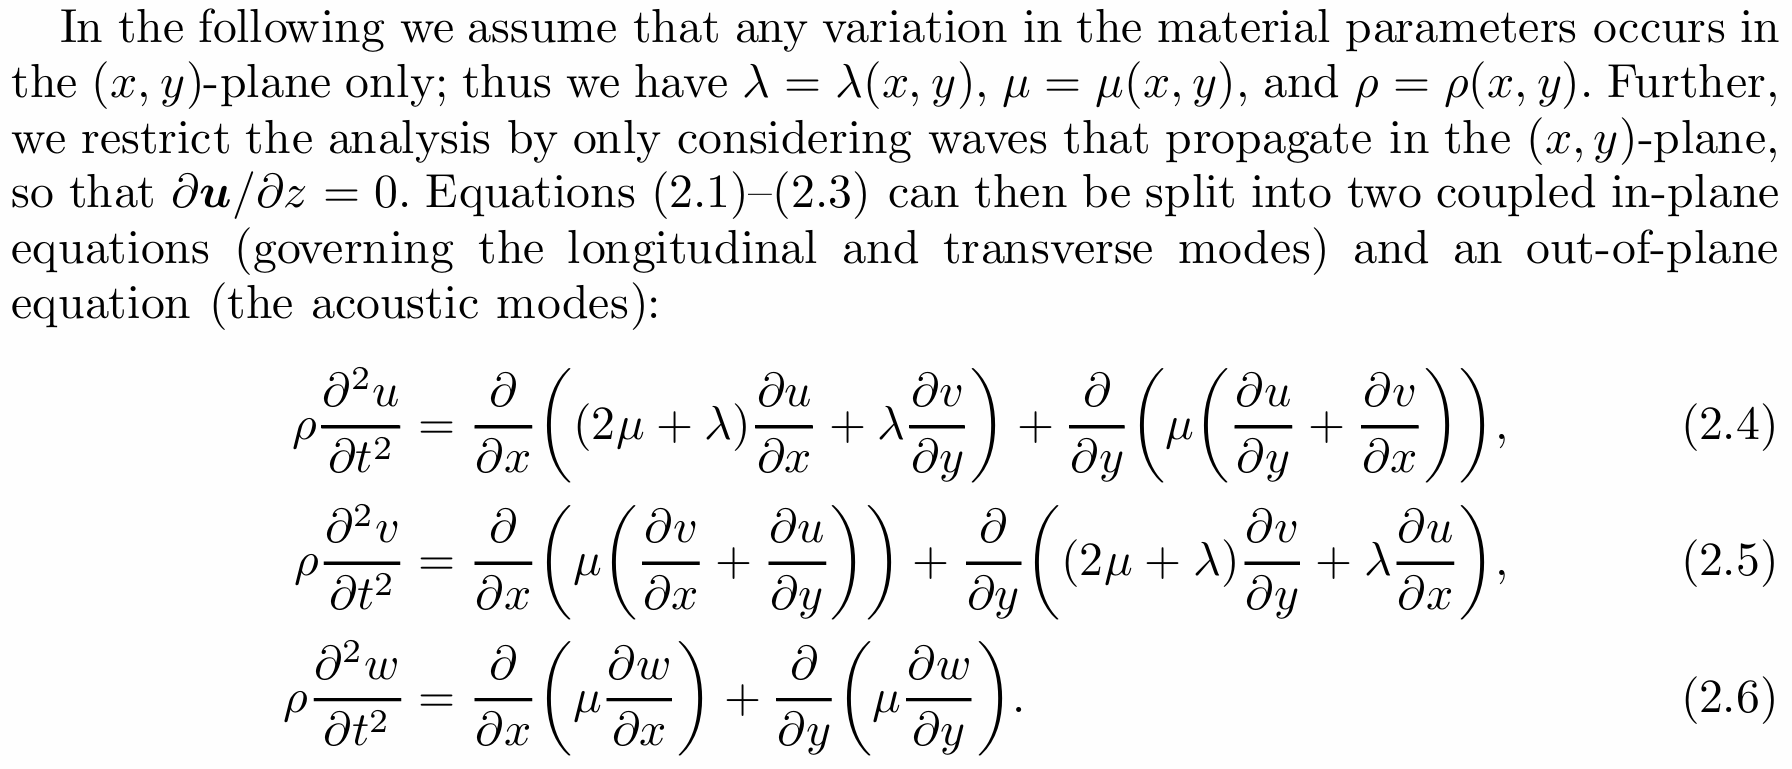 In the following we assume that any variation in the material parameters occurs in
the (x, y)-plane only; thus we have λ = λ(x, y), μ = μ(x, y), and ρ = ρ(x, y). Further,
we restrict the analysis by only considering waves that propagate in the (x, y)-plane,
so that ∂𝒖/∂z = 0. Equations (2.1)–(2.3) can then be split into two coupled in-plane
equations (governing the longitudinal and transverse modes) and an out-of-plane
equation (the acoustic modes):
ρ ∂²u/∂t² = ∂/∂x ((2μ + λ) ∂u/∂x + λ ∂v/∂y) + ∂/∂y (μ(∂u/∂y + ∂v/∂x)), (2.4)
ρ ∂²v/∂t² = ∂/∂x (μ(∂v/∂x + ∂u/∂y)) + ∂/∂y ((2μ + λ) ∂v/∂y + λ ∂u/∂x), (2.5)
ρ ∂²w/∂t² = ∂/∂x (μ ∂w/∂x) + ∂/∂y (μ ∂w/∂y). (2.6)